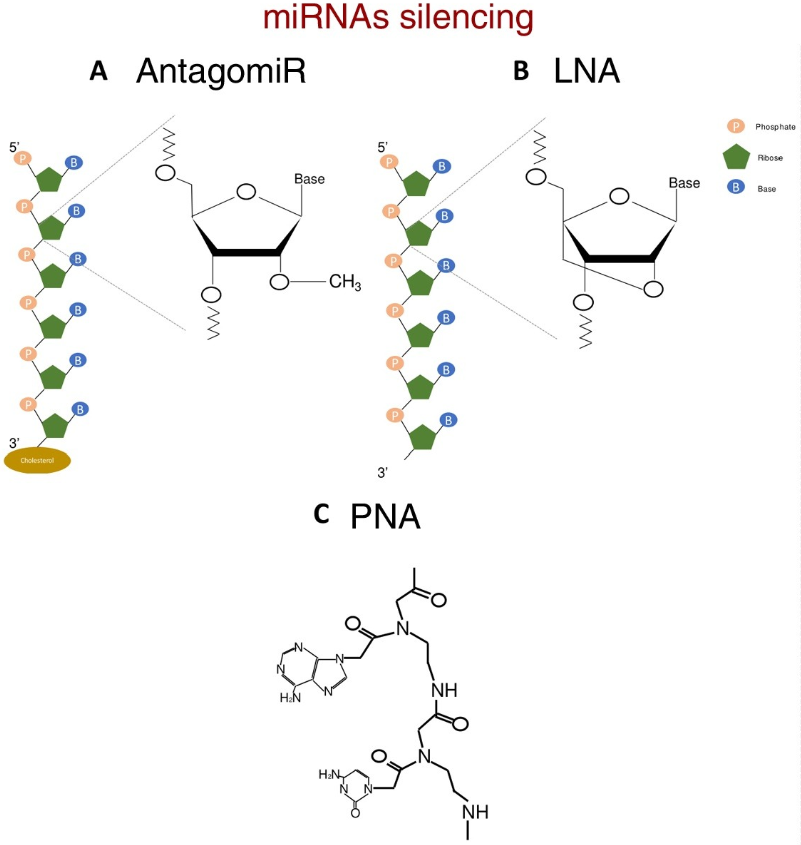 miRNAs silencing
A AntagomiR
B LNA
5'
P
B
P
B
P
B
P
B
P
B
P
B
3'
Cholesterol
O
O
Base
O
O
CH₃
5'
P
B
P
B
P
B
P
B
P
B
P
B
3'
O
O
Base
O
O
P Phosphate
Ribose
B Base
C PNA
O
O
N
N
N
N
N
N
H₂N
NH
O
O
N
H₂N
N
N
O
NH